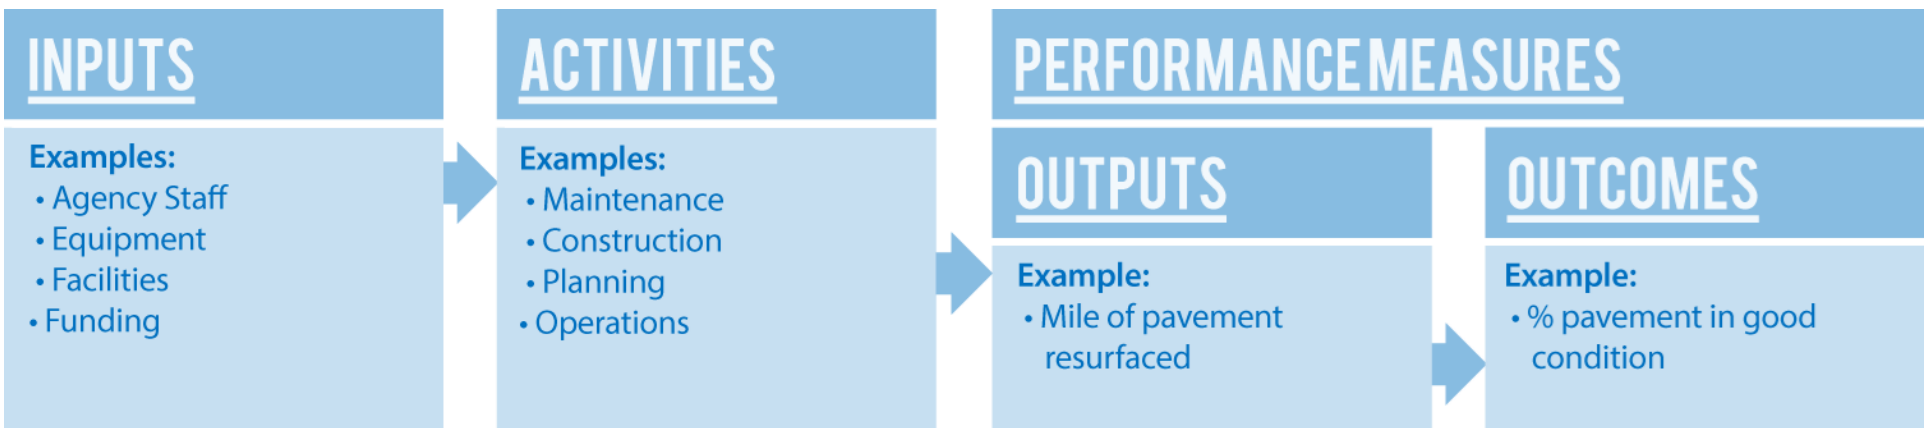 INPUTS
Examples:
• Agency Staff
• Equipment
• Facilities
• Funding
ACTIVITIES
Examples:
• Maintenance
• Construction
• Planning
• Operations
PERFORMANCE MEASURES
OUTPUTS
Example:
• Mile of pavement
resurfaced
OUTCOMES
Example:
• % pavement in good
condition